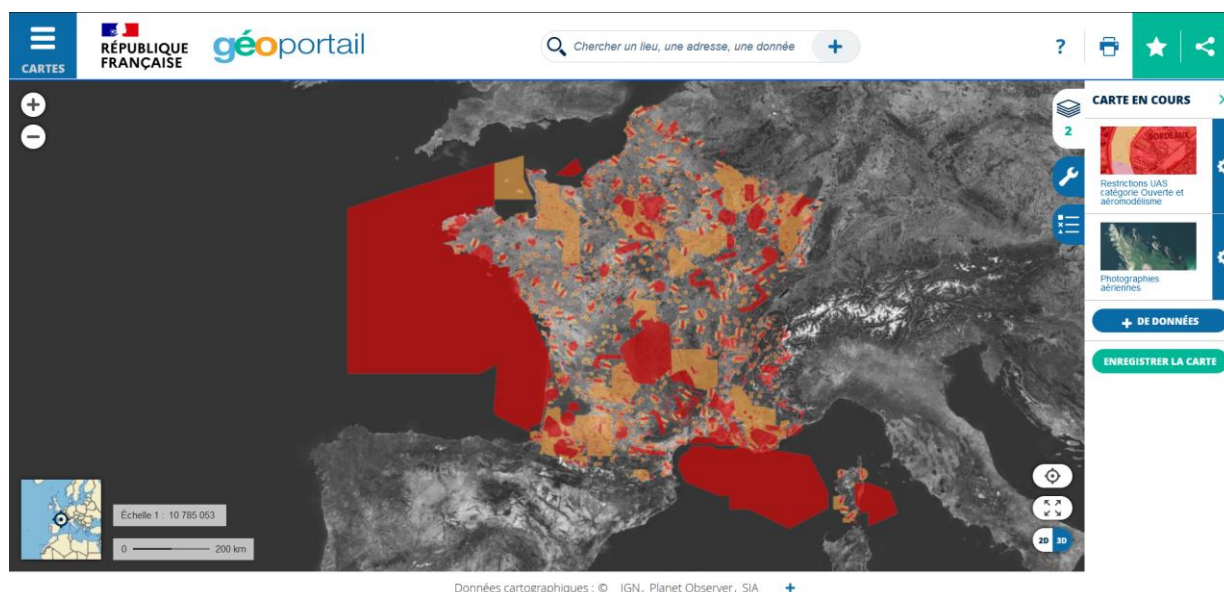 CARTES
RÉPUBLIQUE
FRANÇAISE
géoportail
Chercher un lieu, une adresse, une donnée
+
?
+
−
2
CARTE EN COURS
BORDEAUX
Restrictions UAS
catégorie Ouverte et
aéromodélisme
Photographies
aériennes
+ DE DONNÉES
ENREGISTRER LA CARTE
Échelle 1 : 10 785 053
0 200 km
2D 3D
Données cartographiques : © IGN, Planet Observer, SIA +